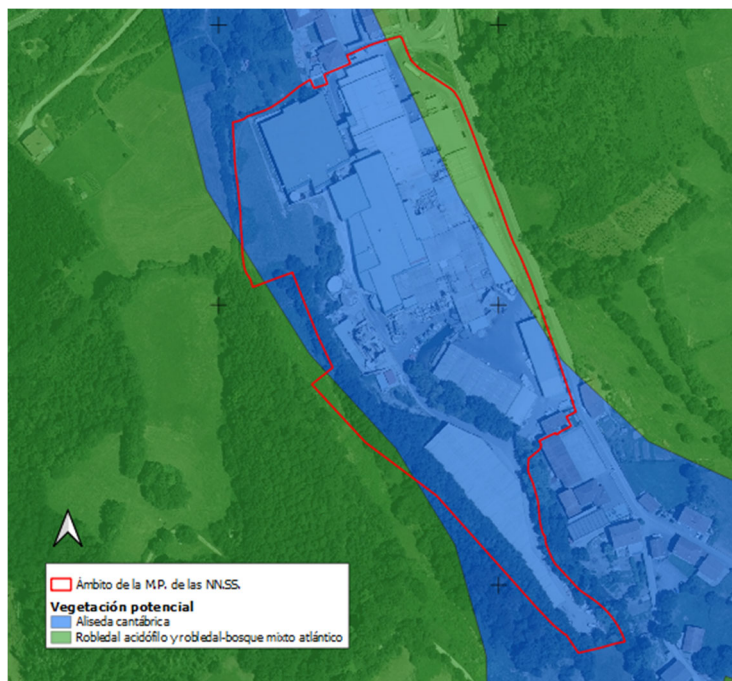 Ámbito de la M.P. de las NN.SS.
Vegetación potencial
Aliseda cantábrica
Robledal acidófilo y robledal-bosque mixto atlántico